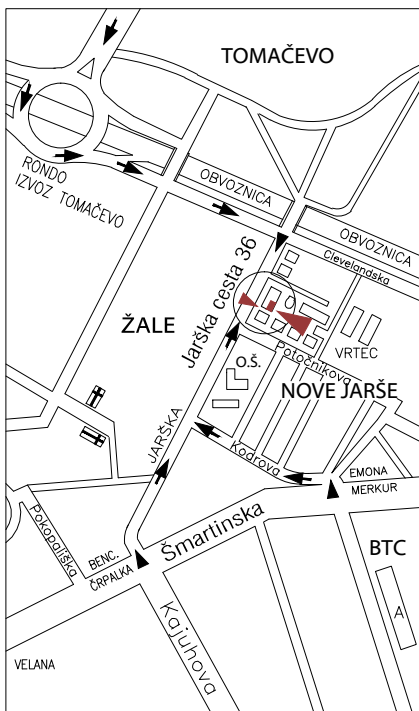 TOMAČEVO
RONDO
IZVOZ TOMAČEVO
OBVOZNICA
OBVOZNICA
Clevelandska
Jarška cesta 36
ŽALE
VRTEC
O.Š.
Potočnikova
NOVE JARŠE
JARŠKA
Kodrova
EMONA
MERKUR
Šmartinska
BTC
Pokopališka
BENC.
ČRPALKA
A
Kajuhova
VELANA